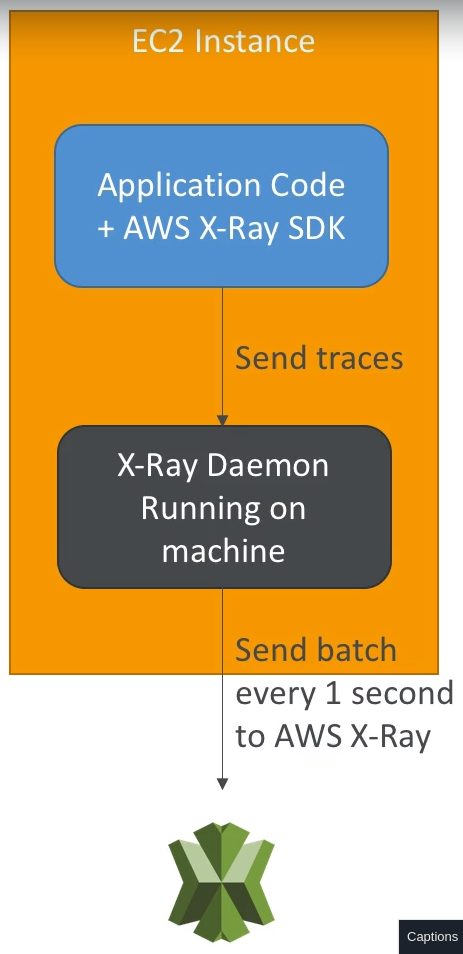 EC2 Instance
Application Code
+ AWS X-Ray SDK
Send traces
X-Ray Daemon
Running on
machine
Send batch
every 1 second
to AWS X-Ray
Captions